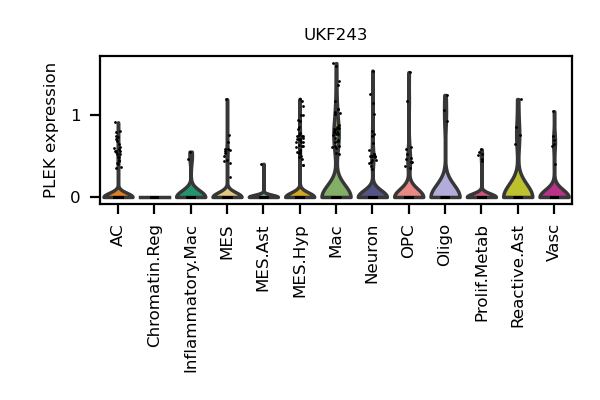 UKF243
PLEK expression
1
0
AC
Chromatin.Reg
Inflammatory.Mac
MES
MES.Ast
MES.Hyp
Mac
Neuron
OPC
Oligo
Prolif.Metab
Reactive.Ast
Vasc